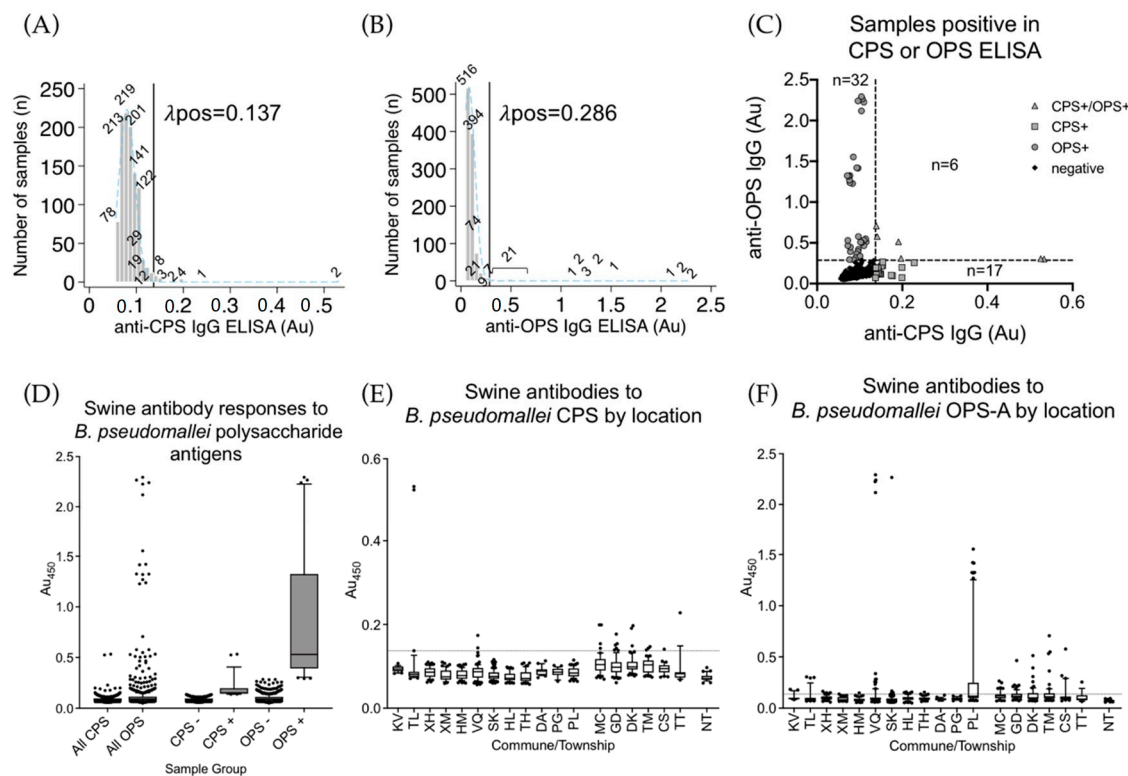 (A)
250
200
150
100
50
0
Number of samples (n)
78
213
219
201
141
122
29
19
12
8
3
2
4
1
2
λpos=0.137
0
0.1
0.2
0.3
0.4
0.5
anti-CPS IgG ELISA (Au)
(B)
500
400
300
200
100
0
Number of samples (n)
516
394
74
21
9
7
21
1
2
3
2
1
1
2
2
λpos=0.286
0
0.5
1
1.5
2
2.5
anti-OPS IgG ELISA (Au)
(C)
Samples positive in
CPS or OPS ELISA
2.5
2.0
1.5
1.0
0.5
0.0
anti-OPS IgG (Au)
n=32
n=6
n=17
CPS+/OPS+
CPS+
OPS+
negative
0.0
0.2
0.4
0.6
anti-CPS IgG (Au)
(D)
Swine antibody responses to
B. pseudomallei polysaccharide
antigens
2.5
2.0
1.5
1.0
0.5
0.0
Au450
All CPS
All OPS
CPS -
CPS +
OPS -
OPS +
Sample Group
(E)
Swine antibodies to
B. pseudomallei CPS by location
0.6
0.4
0.2
0.0
Au450
KV
TL
XH
XM
HM
VQ
SK
HL
TH
DA
PG
PL
MC
GD
DK
TM
CS
TT
NT
Commune/Township
(F)
Swine antibodies to
B. pseudomallei OPS-A by location
2.5
2.0
1.5
1.0
0.5
0.0
Au450
KV
TL
XH
XM
HM
VQ
SK
HL
TH
DA
PG
PL
MC
GD
DK
TM
CS
TT
NT
Commune/Township